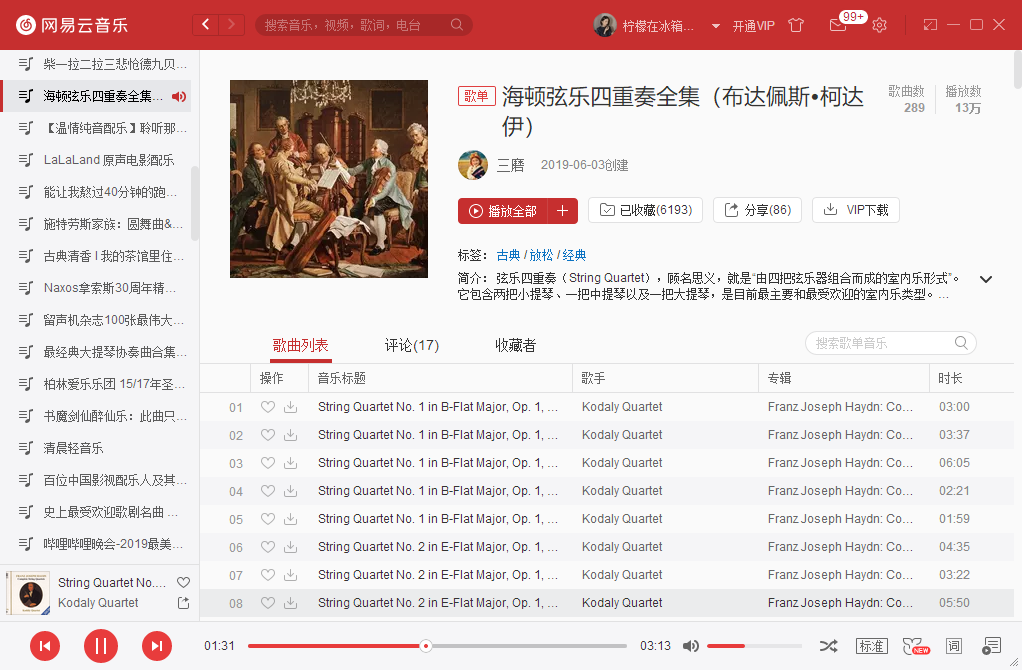 网易云音乐
搜索音乐，视频，歌词，电台
柠檬在冰箱...
开通VIP
99+
柴一拉二拉三悲怆德九贝...
海顿弦乐四重奏全集...
【温情纯音配乐】聆听那...
LaLaLand 原声电影酷乐
能让我熬过40分钟的跑...
施特劳斯家族：圆舞曲&...
古典清香 I 我的茶馆里住...
Naxos拿索斯30周年精...
留声机杂志100张最伟大...
最经典大提琴协奏曲合集...
柏林爱乐乐团 15/17年圣...
书魔剑仙醉仙乐：此曲只...
清晨轻音乐
百位中国影视配乐人及其...
史上最受欢迎歌剧名曲 ...
哔哩哔哩晚会-2019最美...
歌单
海顿弦乐四重奏全集（布达佩斯•柯达
伊）
歌曲数
289
播放数
13万
三磨
2019-06-03创建
播放全部
+
已收藏(6193)
分享(86)
VIP下载
标签：古典 / 放松 / 经典
简介：弦乐四重奏（String Quartet），顾名思义，就是“由四把弦乐器组合而成的室内乐形式”。
它包含两把小提琴、一把中提琴以及一把大提琴，是目前最主要和最受欢迎的室内乐类型。...
歌曲列表
评论(17)
收藏者
搜索歌单音乐
操作 音乐标题 歌手 专辑 时长
01 String Quartet No. 1 in B-Flat Major, Op. 1, ... Kodaly Quartet Franz Joseph Haydn: Co... 03:00
02 String Quartet No. 1 in B-Flat Major, Op. 1, ... Kodaly Quartet Franz Joseph Haydn: Co... 03:37
03 String Quartet No. 1 in B-Flat Major, Op. 1, ... Kodaly Quartet Franz Joseph Haydn: Co... 06:05
04 String Quartet No. 1 in B-Flat Major, Op. 1, ... Kodaly Quartet Franz Joseph Haydn: Co... 02:21
05 String Quartet No. 1 in B-Flat Major, Op. 1, ... Kodaly Quartet Franz Joseph Haydn: Co... 01:59
06 String Quartet No. 2 in E-Flat Major, Op. 1, ... Kodaly Quartet Franz Joseph Haydn: Co... 04:35
07 String Quartet No. 2 in E-Flat Major, Op. 1, ... Kodaly Quartet Franz Joseph Haydn: Co... 03:22
08 String Quartet No. 2 in E-Flat Major, Op. 1, ... Kodaly Quartet Franz Joseph Haydn: Co... 05:50
String Quartet No....
Kodaly Quartet
01:31
03:13
标准
NEW
词